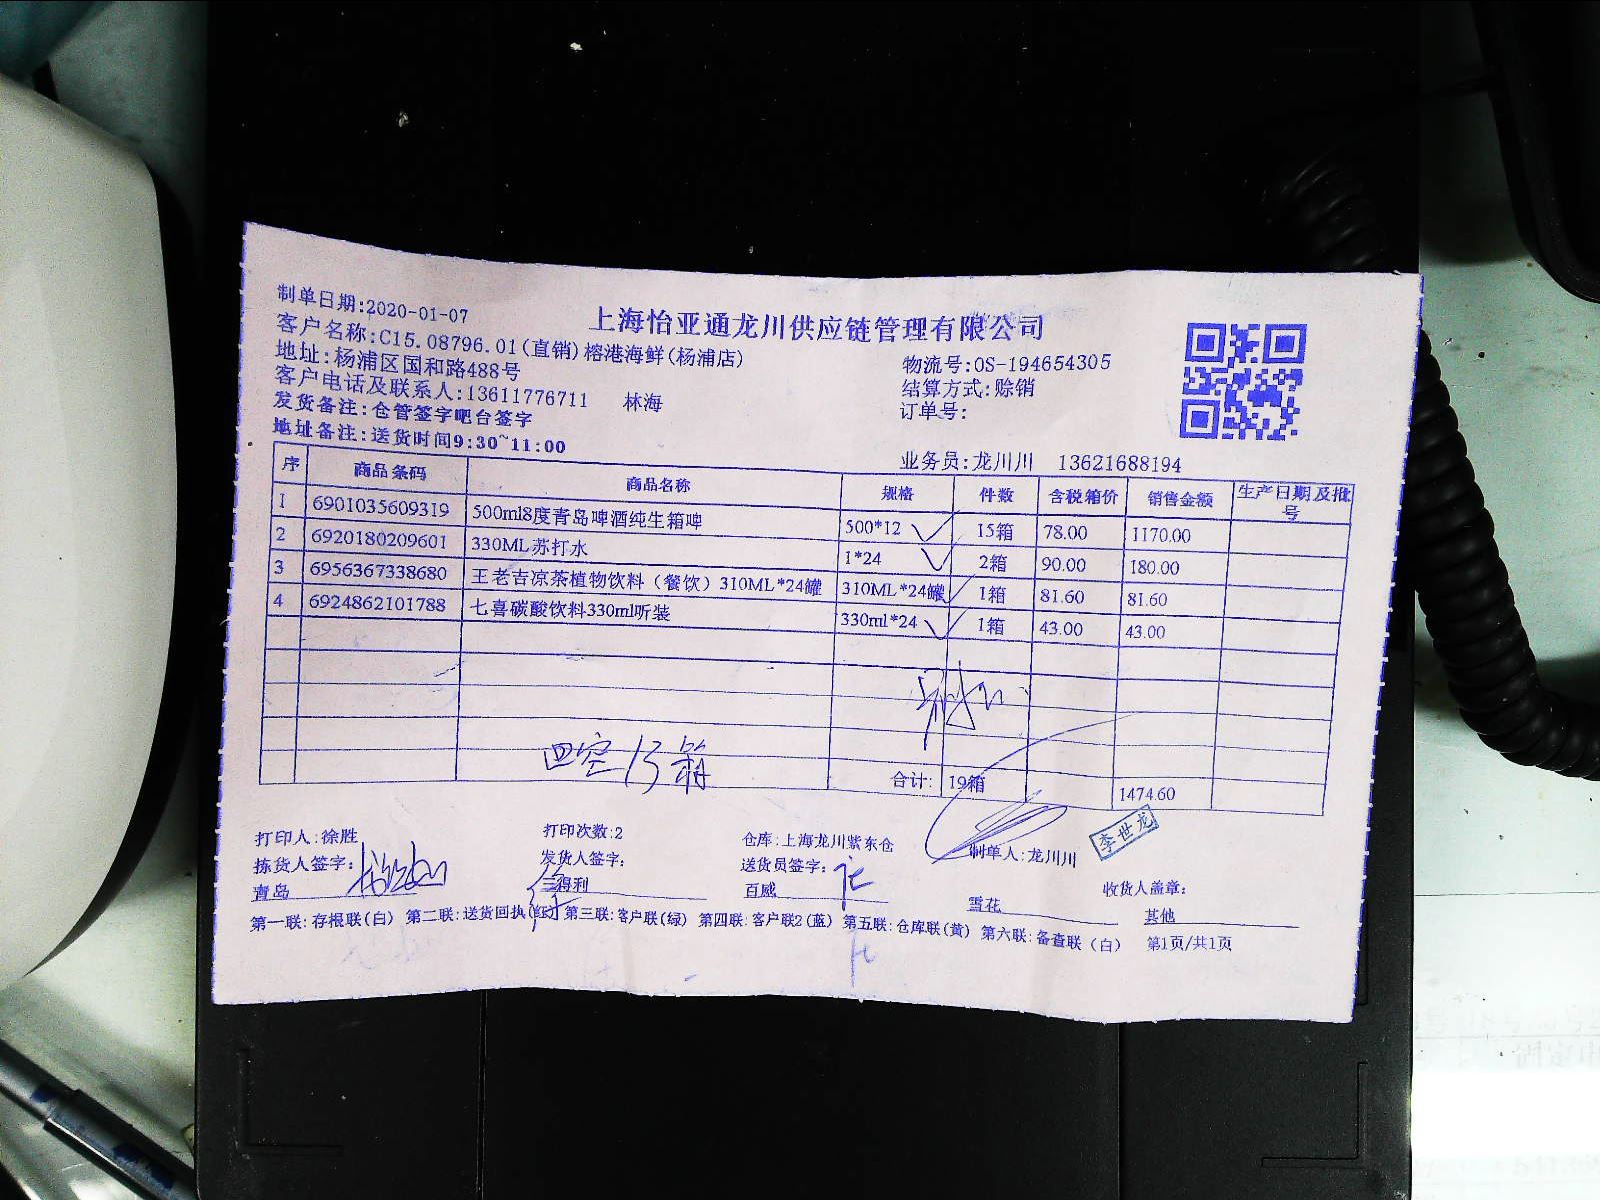 制单日期:2020-01-07
上海怡亚通龙川供应链管理有限公司
客户名称:C15.08796.01(直销)榕港海鲜(杨浦店)
物流号:OS-194654305
地址:杨浦区国和路488号
结算方式:赊销
客户电话及联系人:13611776711 林海
订单号:
发货备注:仓管签字吧台签字
地址备注:送货时间9:30~11:00
业务员:龙川川 13621688194
序 商品条码 商品名称 规格 件数 含税箱价 销售金额 生产日期及批号
1 6901035609319 500ml8度青岛啤酒纯生箱啤 500*12 15箱 78.00 1170.00
2 6920180209601 330ML苏打水 1*24 2箱 90.00 180.00
3 6956367338680 王老吉凉茶植物饮料（餐饮）310ML*24罐 310ML*24罐 1箱 81.60 81.60
4 6924862101788 七喜碳酸饮料330ml听装 330ml*24 1箱 43.00 43.00
回空13箱
合计: 19箱 1474.60
打印人:徐胜 打印次数:2 仓库:上海龙川紫东仓 制单人:龙川川
李世龙
拣货人签字: 发货人签字: 送货员签字: 收货人盖章:
青岛 三得利 百威 雪花 其他
第一联:存根联(白) 第二联:送货回执(红) 第三联:客户联(绿) 第四联:客户联2(蓝) 第五联:仓库联(黄) 第六联:备查联（白） 第1页/共1页